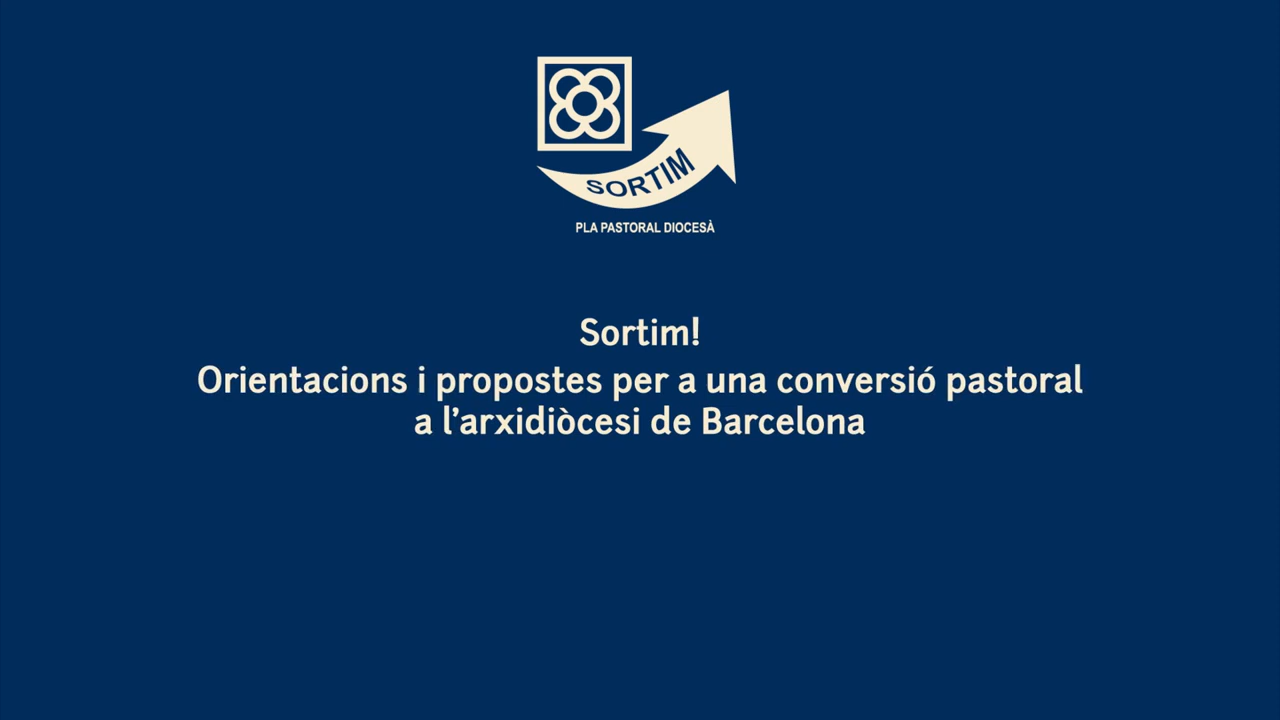 SORTIM
PLA PASTORAL DIOCESÀ
Sortim!
Orientacions i propostes per a una conversió pastoral
a l’arxidiòcesi de Barcelona